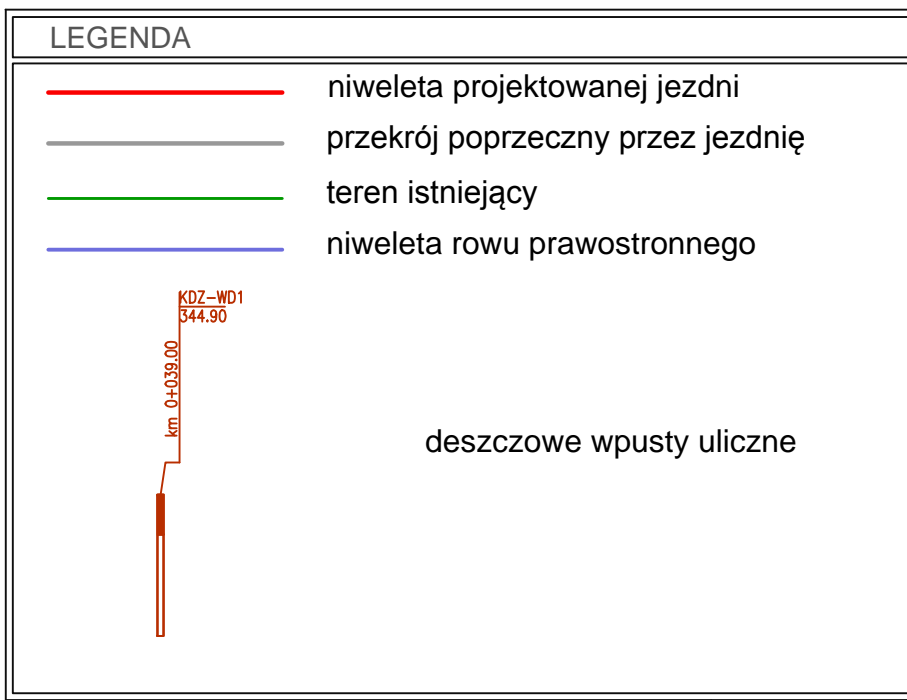 LEGENDA
niweleta projektowanej jezdni
przekrój poprzeczny przez jezdnię
teren istniejący
niweleta rowu prawostronnego
KDZ-WD1
344.90
km 0+039.00
deszczowe wpusty uliczne